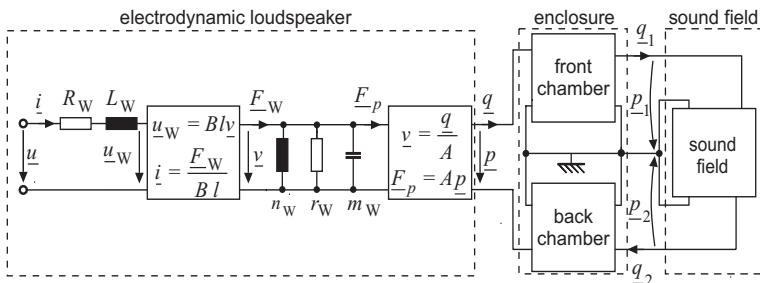 electrodynamic loudspeaker
enclosure
sound field
i
R_W
L_W
u
u_W
u_W = Blv
i = F_W / B l
F_W
v
n_W
r_W
m_W
F_p
v = q / A
F_p = Ap
q
p
front chamber
back chamber
q_1
p_1
p_2
q_2
sound field